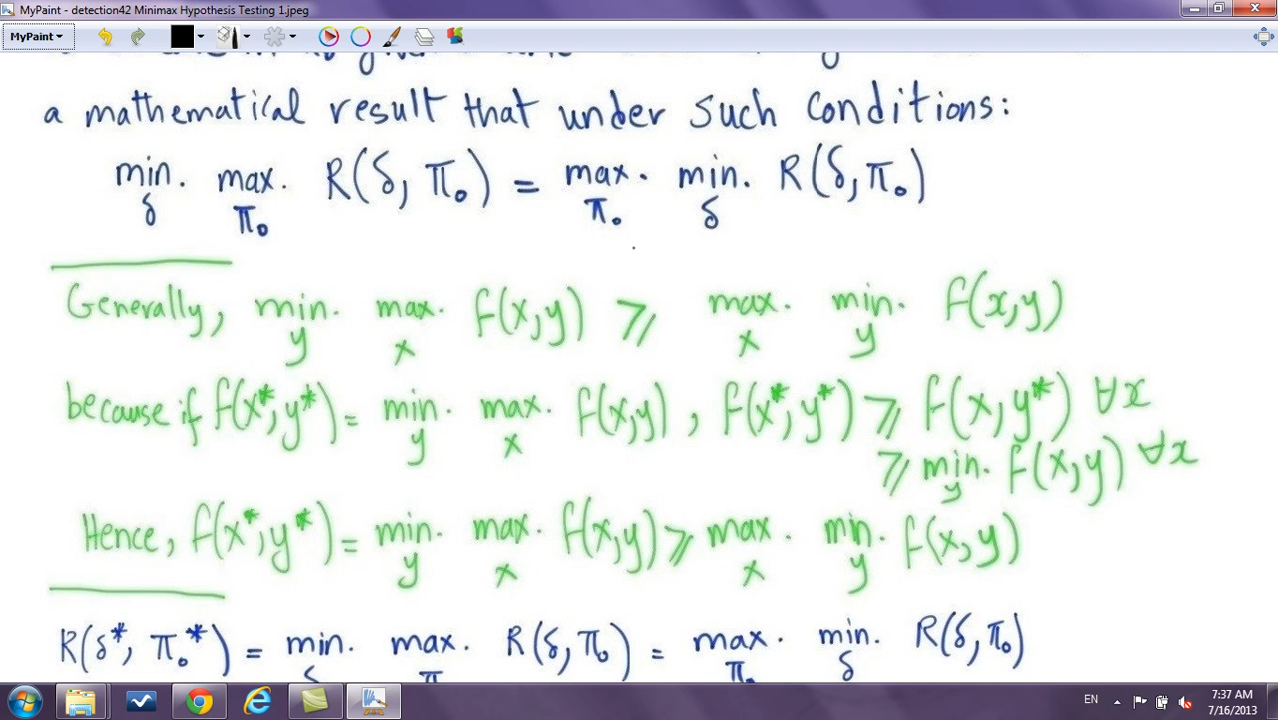 MyPaint - detection42 Minimax Hypothesis Testing 1.jpeg
MyPaint
a mathematical result that under such conditions:
min. max. R(δ, π₀) = max. min. R(δ, π₀)
δ π₀ π₀ δ
Generally, min. max. f(x,y) ⩾ max. min. f(x,y)
y x x y
because if f(x*,y*) = min. max. f(x,y) , f(x*,y*) ⩾ f(x,y*) ∀x
y x
⩾ min. f(x,y) ∀x
y
Hence, f(x*,y*) = min. max. f(x,y) ⩾ max. min. f(x,y)
y x x y
R(δ*, π₀*) = min. max. R(δ, π₀) = max. min. R(δ, π₀)
δ π π₀ δ
EN
7:37 AM
7/16/2013